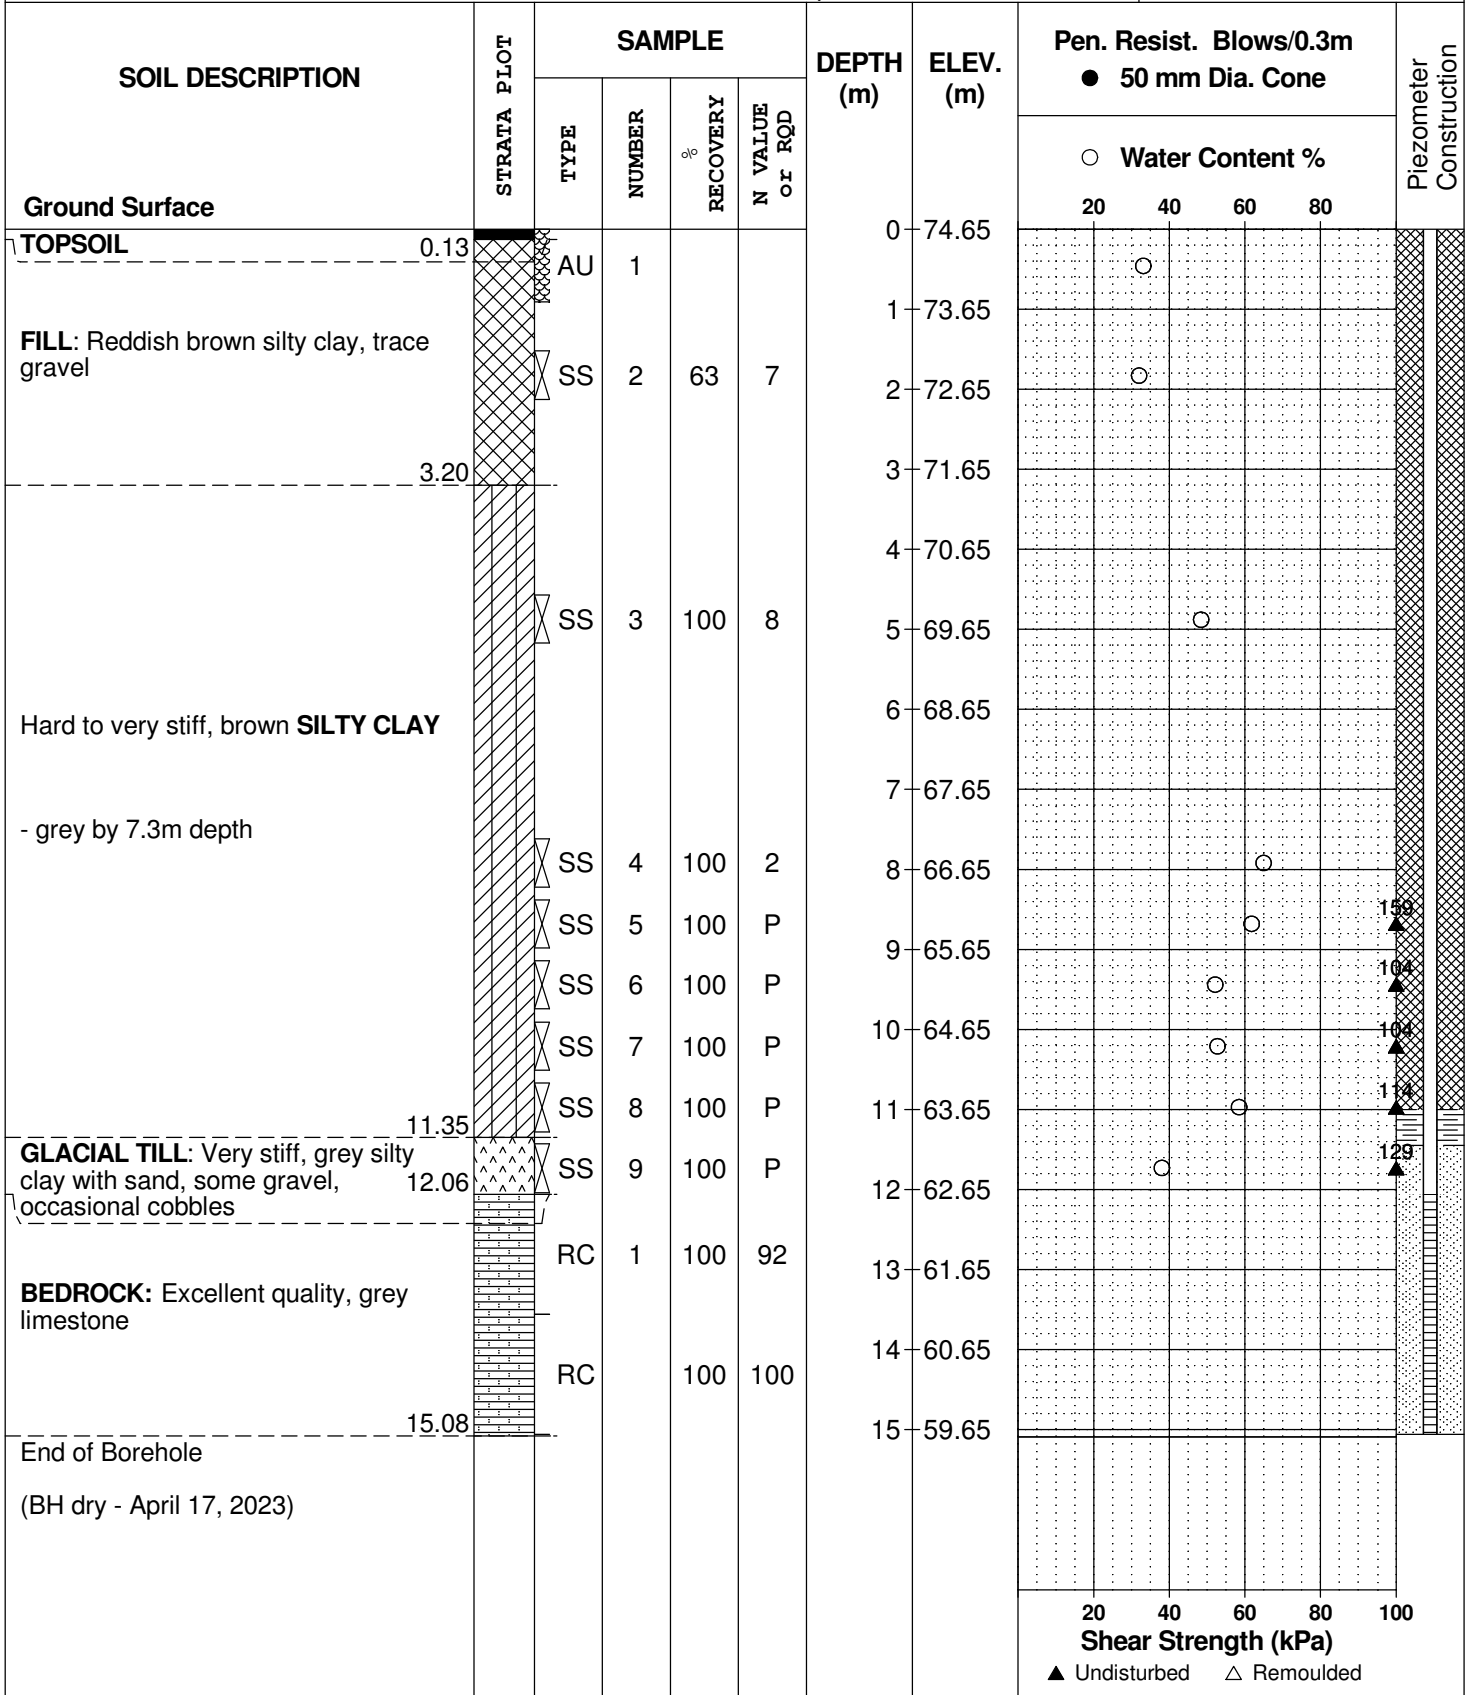 SOIL DESCRIPTION
STRATA PLOT
SAMPLE
TYPE
NUMBER
% RECOVERY
N VALUE or RQD
DEPTH (m)
ELEV. (m)
Pen. Resist. Blows/0.3m
● 50 mm Dia. Cone
○ Water Content %
20 40 60 80
Piezometer Construction
Ground Surface
0 74.65
TOPSOIL 0.13
AU 1
1 73.65
FILL: Reddish brown silty clay, trace
gravel
SS 2 63 7
2 72.65
3.20
3 71.65
4 70.65
SS 3 100 8
5 69.65
6 68.65
Hard to very stiff, brown SILTY CLAY
7 67.65
- grey by 7.3m depth
SS 4 100 2
8 66.65
SS 5 100 P
159
9 65.65
SS 6 100 P
104
10 64.65
SS 7 100 P
104
SS 8 100 P
114
11 63.65
11.35
GLACIAL TILL: Very stiff, grey silty
clay with sand, some gravel, 12.06
occasional cobbles
SS 9 100 P
129
12 62.65
RC 1 100 92
13 61.65
BEDROCK: Excellent quality, grey
limestone
14 60.65
RC 100 100
15.08
15 59.65
End of Borehole
(BH dry - April 17, 2023)
20 40 60 80 100
Shear Strength (kPa)
▲ Undisturbed △ Remoulded